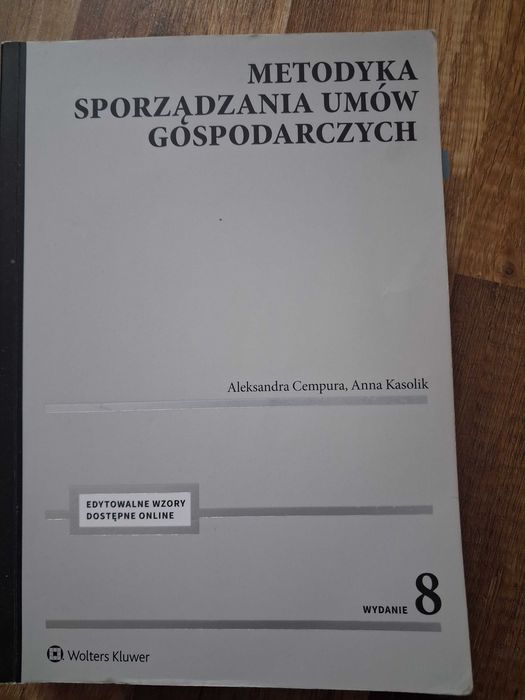 METODYKA
SPORZĄDZANIA UMÓW
GOSPODARCZYCH
Aleksandra Cempura, Anna Kasolik
EDYTOWALNE WZORY
DOSTĘPNE ONLINE
WYDANIE 8
Wolters Kluwer